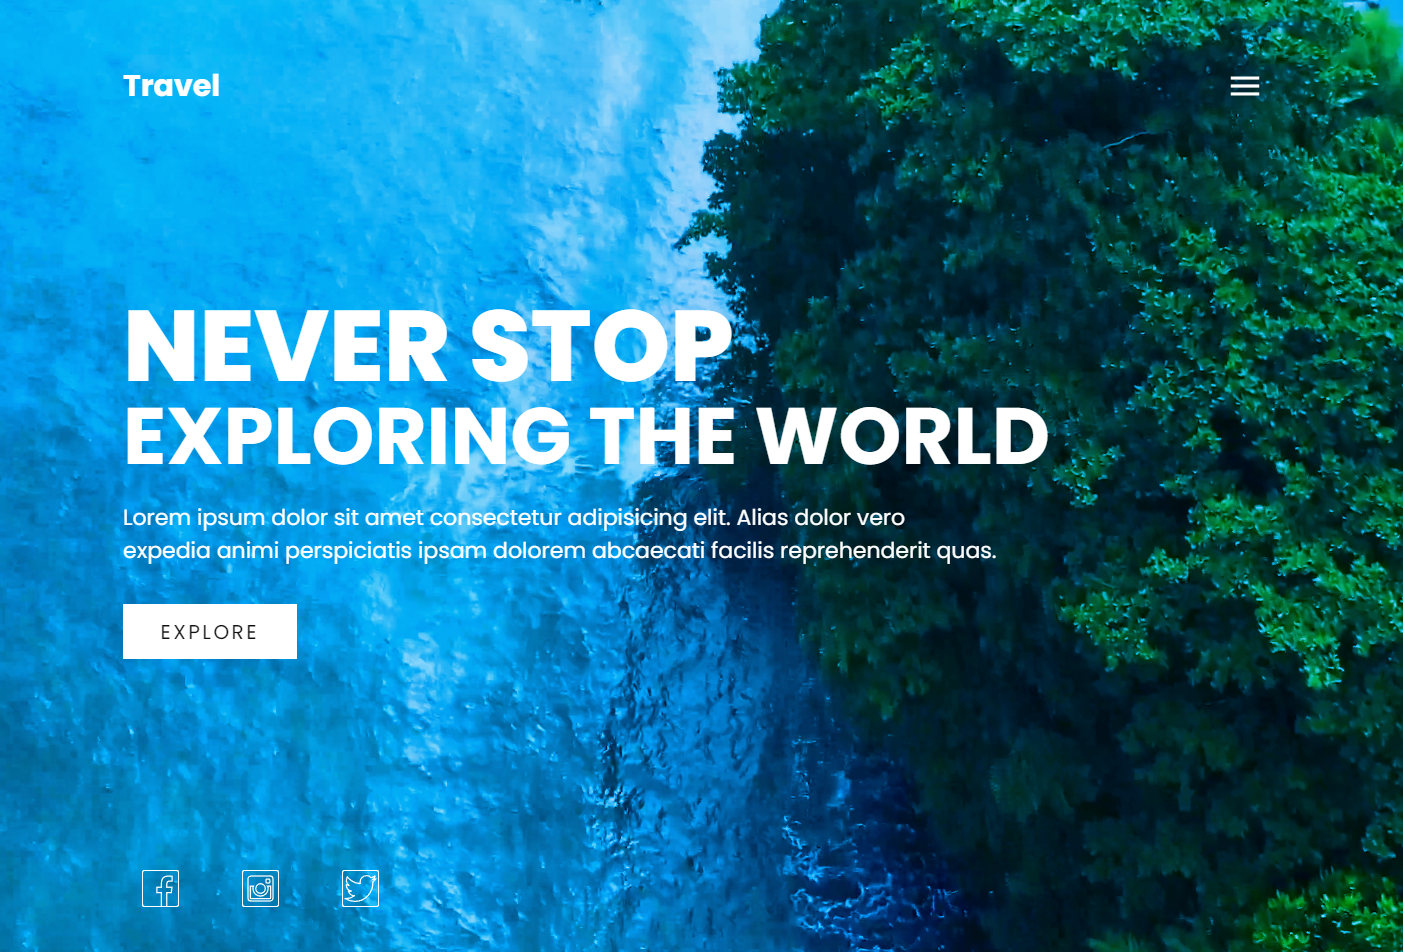 Travel
NEVER STOP
EXPLORING THE WORLD
Lorem ipsum dolor sit amet consectetur adipisicing elit. Alias dolor vero
expedia animi perspiciatis ipsam dolorem abcaecati facilis reprehenderit quas.
EXPLORE